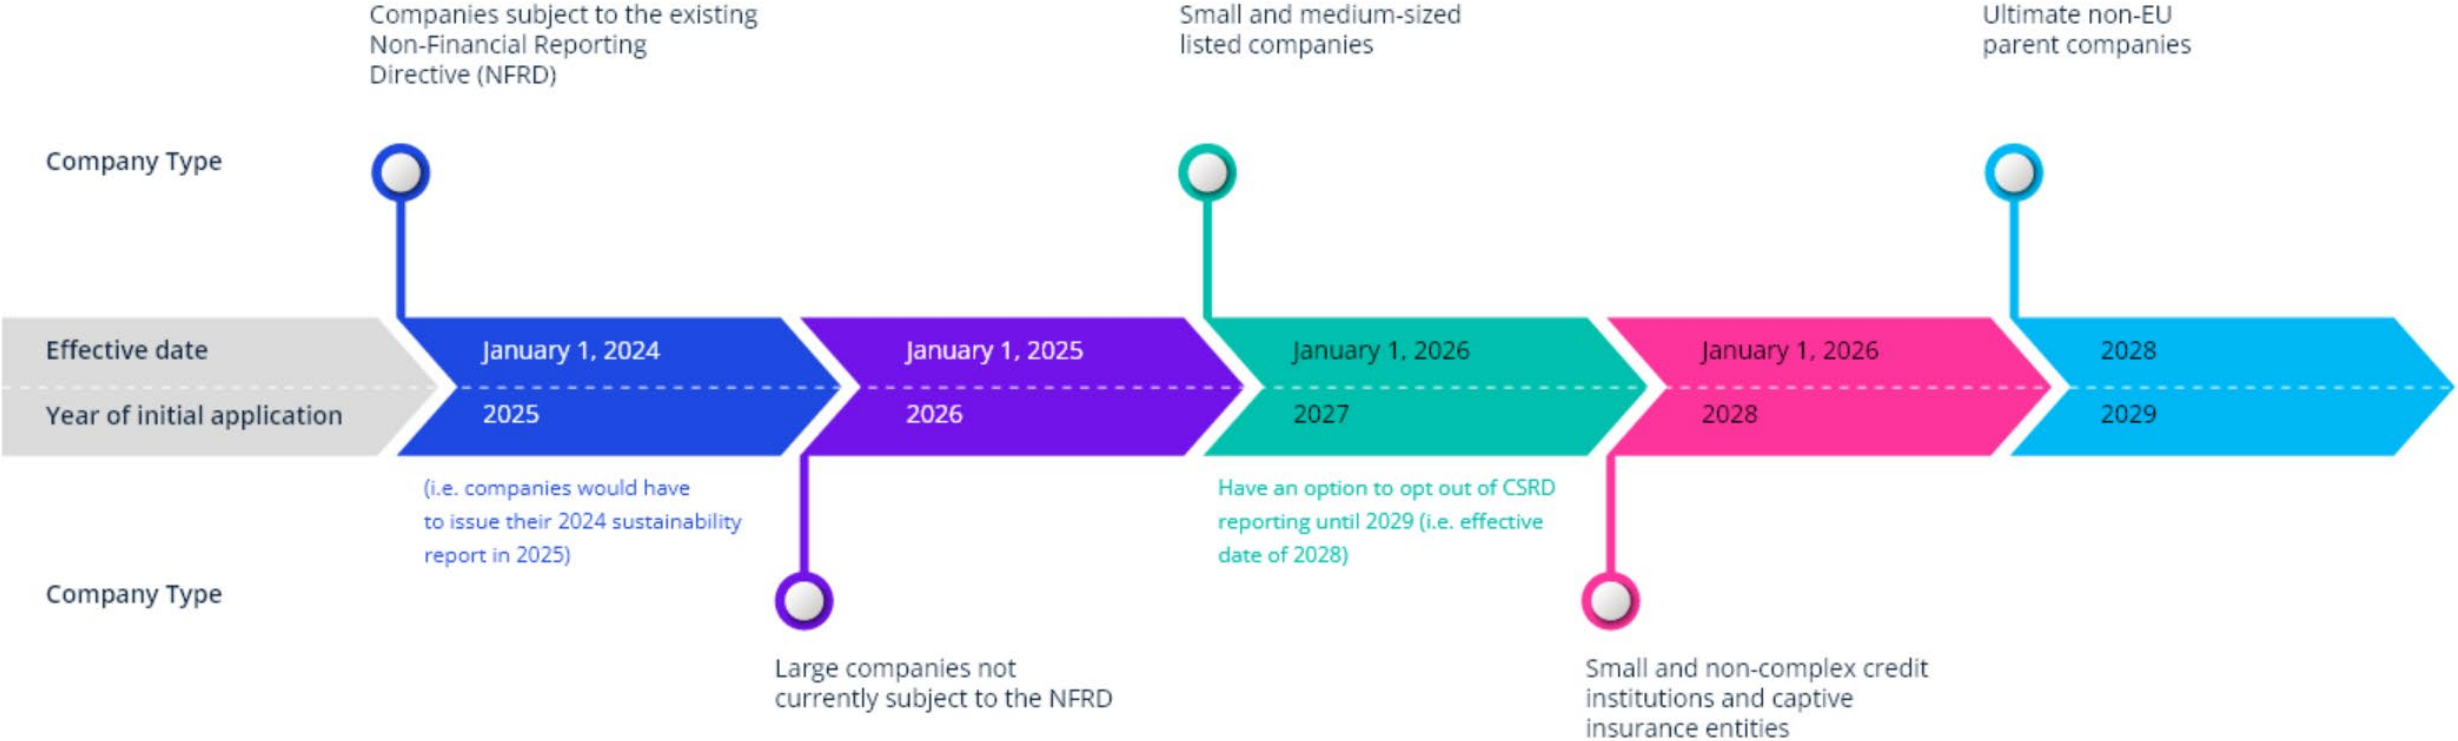 Companies subject to the existing
Non-Financial Reporting
Directive (NFRD)
Small and medium-sized
listed companies
Ultimate non-EU
parent companies
Company Type
Effective date
January 1, 2024
January 1, 2025
January 1, 2026
January 1, 2026
2028
Year of initial application
2025
2026
2027
2028
2029
(i.e. companies would have
to issue their 2024 sustainability
report in 2025)
Have an option to opt out of CSRD
reporting until 2029 (i.e. effective
date of 2028)
Company Type
Large companies not
currently subject to the NFRD
Small and non-complex credit
institutions and captive
insurance entities